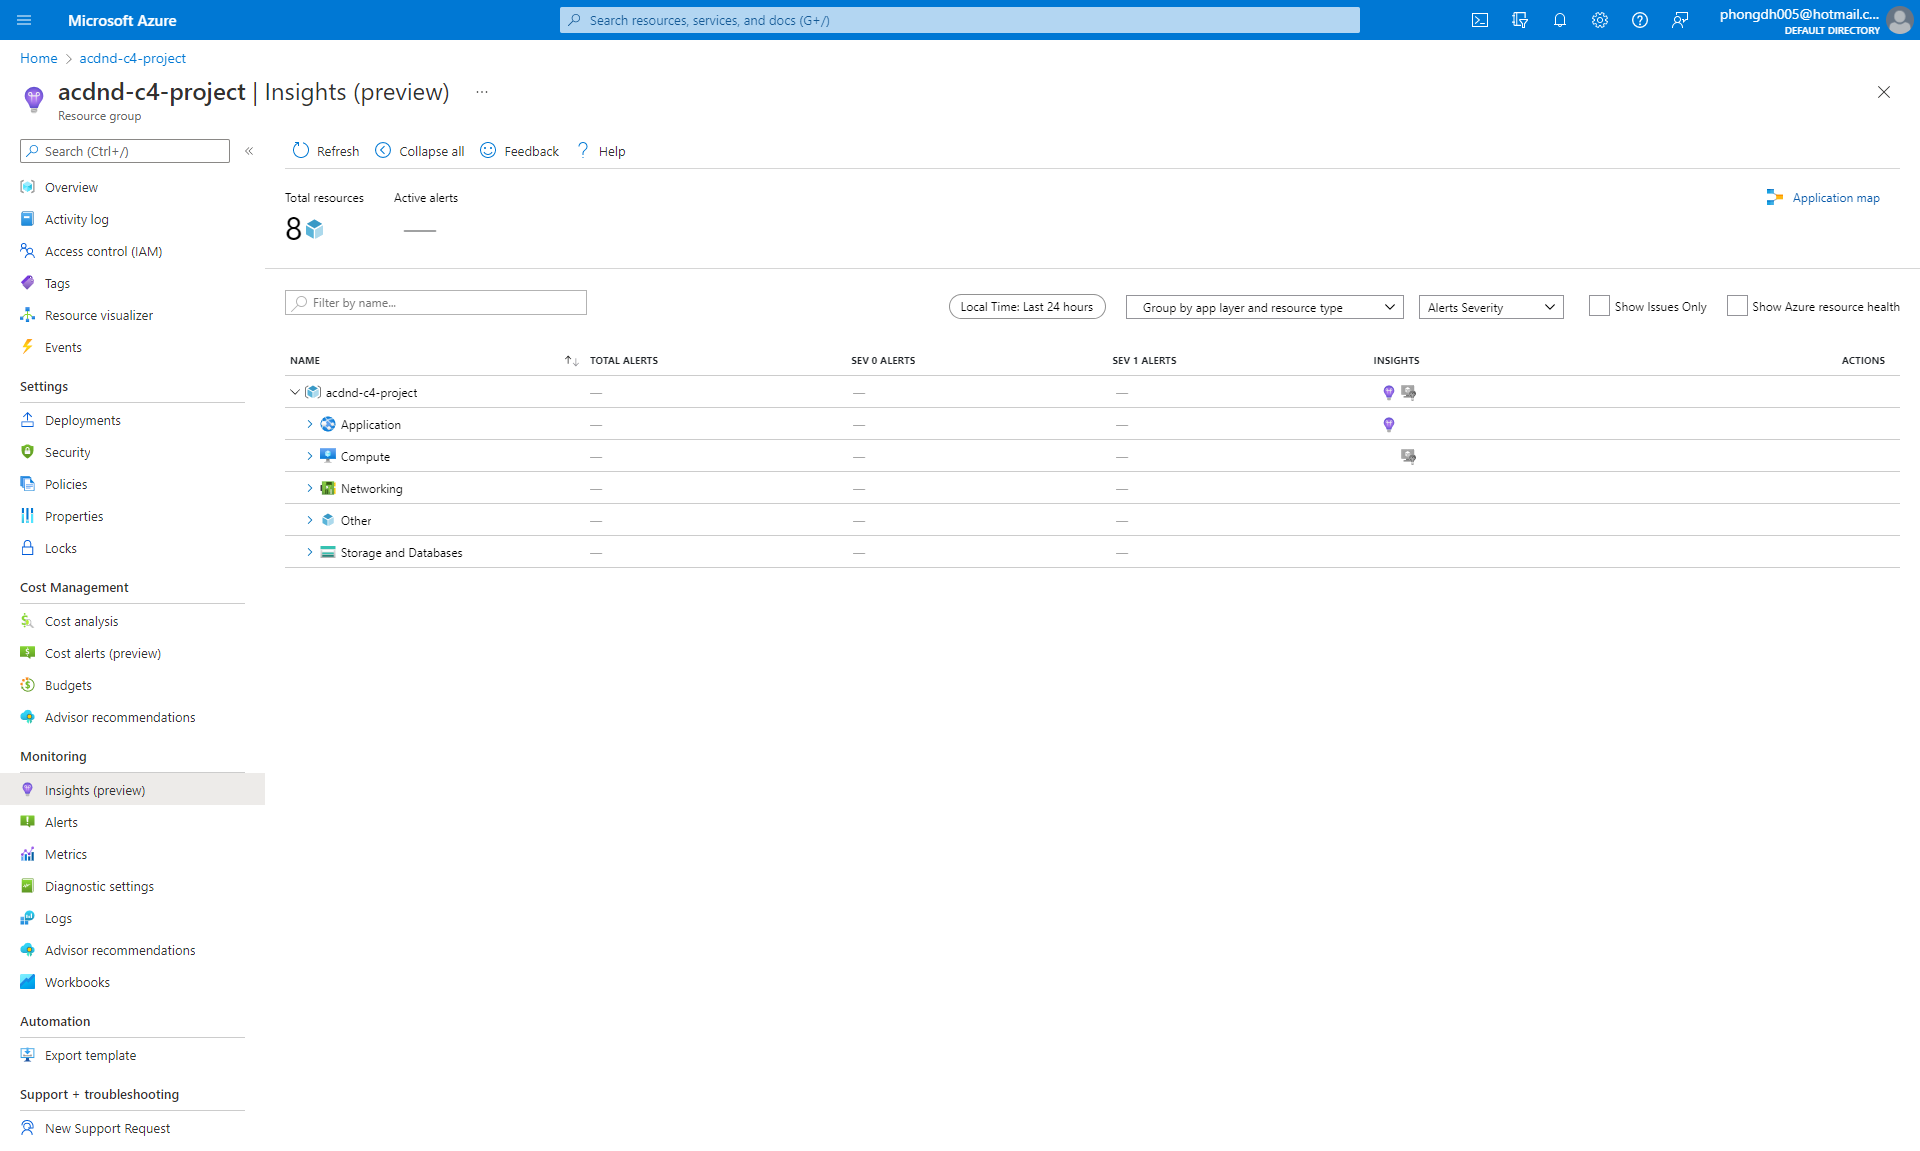 Microsoft Azure
Search resources, services, and docs (G+/)
phongdh005@hotmail.c...
DEFAULT DIRECTORY
Home > acdnd-c4-project
acdnd-c4-project | Insights (preview) ...
Resource group
Search (Ctrl+/)
«
Overview
Activity log
Access control (IAM)
Tags
Resource visualizer
Events
Settings
Deployments
Security
Policies
Properties
Locks
Cost Management
Cost analysis
Cost alerts (preview)
Budgets
Advisor recommendations
Monitoring
Insights (preview)
Alerts
Metrics
Diagnostic settings
Logs
Advisor recommendations
Workbooks
Automation
Export template
Support + troubleshooting
New Support Request
Refresh Collapse all Feedback ? Help
Total resources Active alerts
8
Application map
Filter by name...
Local Time: Last 24 hours Group by app layer and resource type Alerts Severity Show Issues Only Show Azure resource health
NAME TOTAL ALERTS SEV 0 ALERTS SEV 1 ALERTS INSIGHTS ACTIONS
acdnd-c4-project — — —
Application — — —
Compute — — —
Networking — — —
Other — — —
Storage and Databases — — —